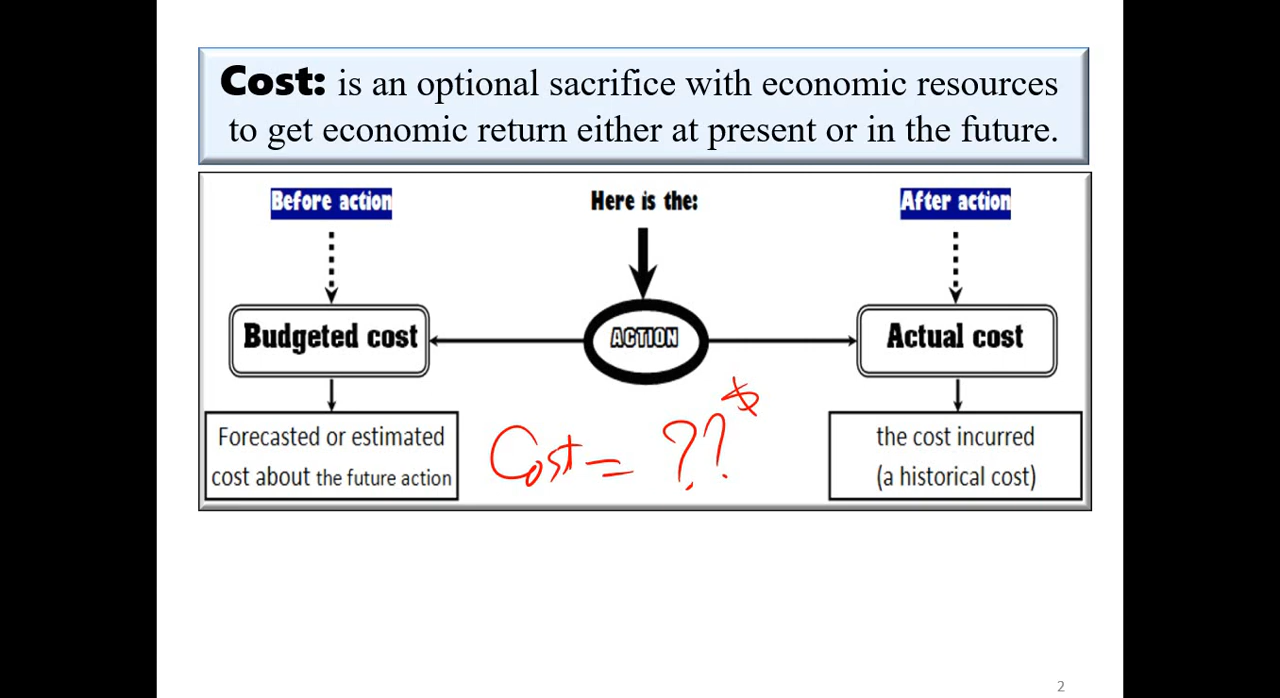 Cost: is an optional sacrifice with economic resources
to get economic return either at present or in the future.
Before action
Here is the:
After action
Budgeted cost
ACTION
Actual cost
Forecasted or estimated
cost about the future action
Cost = ??$
the cost incurred
(a historical cost)
2